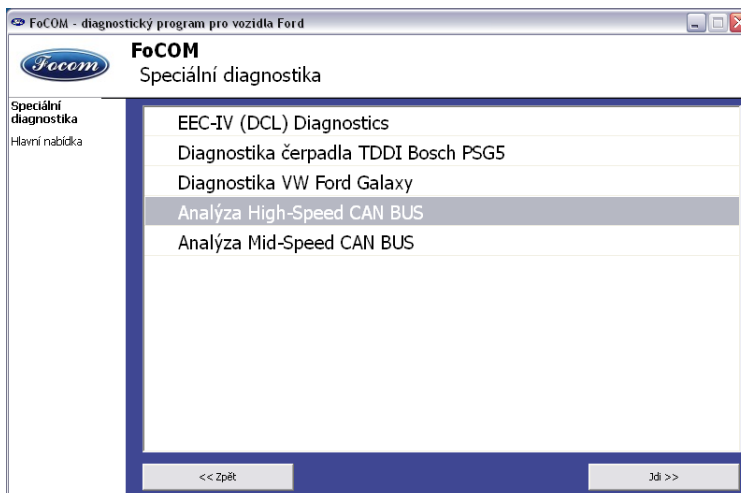 FoCOM - diagnostický program pro vozidla Ford
Focom
FoCOM
Speciální diagnostika
Speciální
diagnostika
Hlavní nabídka
EEC-IV (DCL) Diagnostics
Diagnostika čerpadla TDDI Bosch PSG5
Diagnostika VW Ford Galaxy
Analýza High-Speed CAN BUS
Analýza Mid-Speed CAN BUS
<< Zpět
Jdi >>